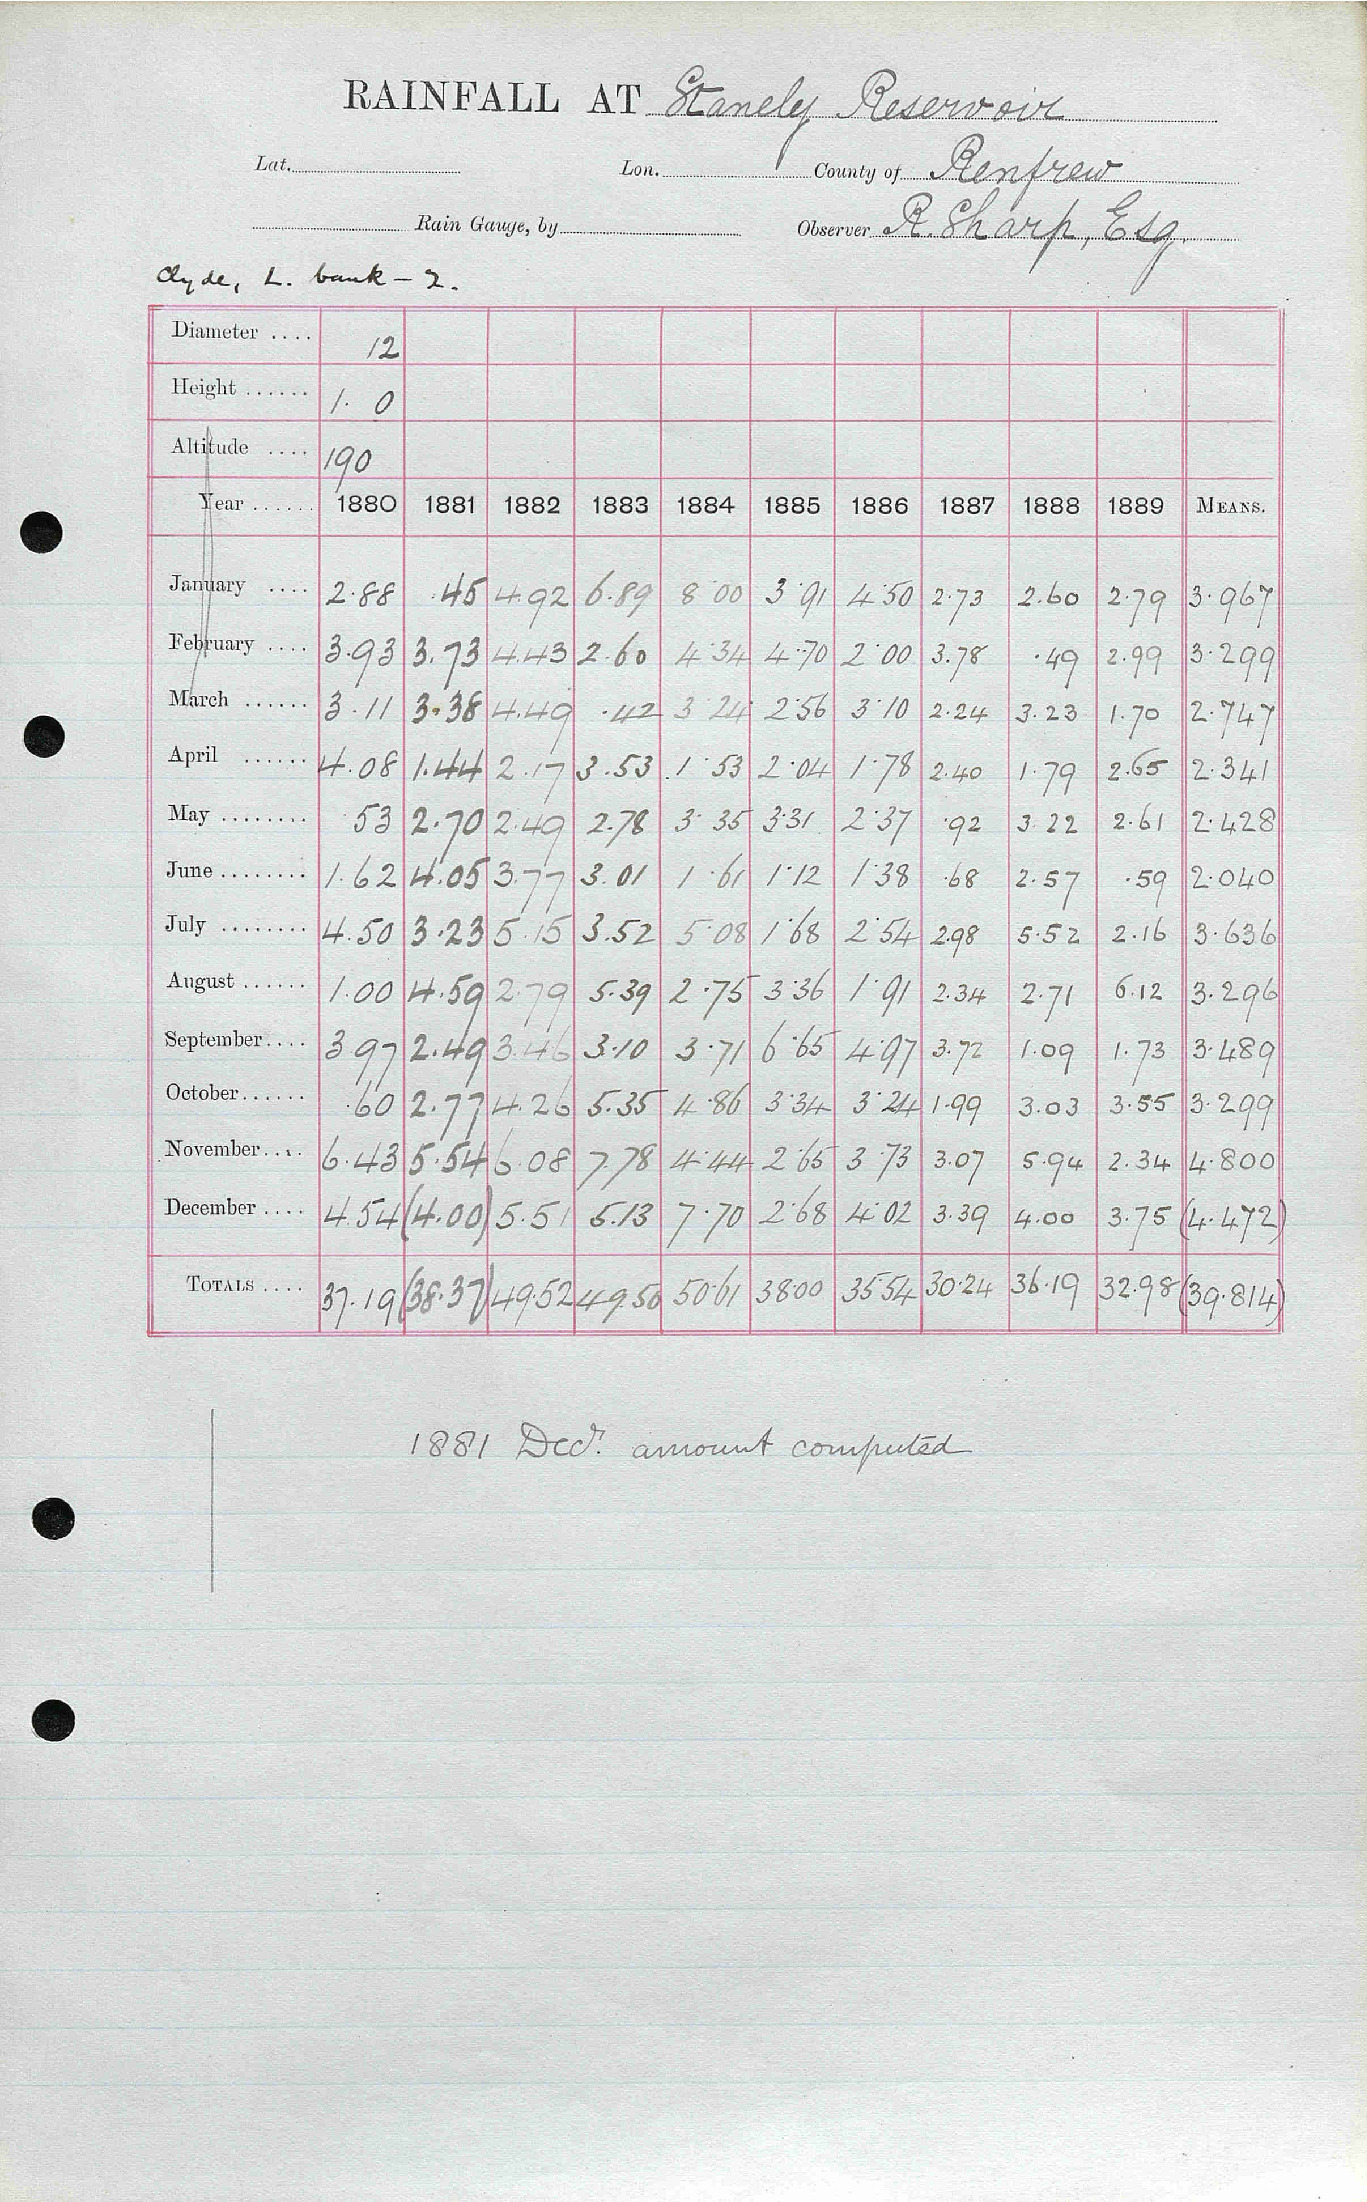 RAINFALL AT Stanely Reservoir
Lat. Lon. County of Renfrew
Rain Gauge, by Observer R. Sharp, Esq.
Clyde, L. bank – 2.
Diameter .... 12
Height ...... 1. 0
Altitude .... 190
Year ...... 1880 1881 1882 1883 1884 1885 1886 1887 1888 1889 MEANS.
January .... 2.88 .45 4.92 6.89 8.00 3.91 4.50 2.73 2.60 2.79 3.967
February .... 3.93 3.73 4.43 2.60 4.34 4.70 2.00 3.78 .49 2.99 3.299
March ...... 3.11 3.38 4.49 .42 3.24 2.56 3.10 2.24 3.23 1.70 2.747
April ...... 4.08 1.44 2.17 3.53 1.53 2.04 1.78 2.40 1.79 2.65 2.341
May ........ .53 2.70 2.49 2.78 3.35 3.31 2.37 .92 3.22 2.61 2.428
June ........ 1.62 4.05 3.77 3.01 1.61 1.12 1.38 .68 2.57 .59 2.040
July ........ 4.50 3.23 5.15 3.52 5.08 1.68 2.54 2.98 5.52 2.16 3.636
August ...... 1.00 4.59 2.79 5.39 2.75 3.36 1.91 2.34 2.71 6.12 3.296
September .... 3.97 2.49 3.46 3.10 3.71 6.65 4.97 3.72 1.09 1.73 3.489
October ...... .60 2.77 4.26 5.35 4.86 3.34 3.24 1.99 3.03 3.55 3.299
November .... 6.43 5.54 6.08 7.78 4.44 2.65 3.73 3.07 5.94 2.34 4.800
December .... 4.54 (4.00) 5.51 5.13 7.70 2.68 4.02 3.39 4.00 3.75 (4.472)
TOTALS .... 37.19 (38.37) 49.52 49.50 50.61 38.00 35.54 30.24 36.19 32.98 (39.814)
1881 Decr. amount computed